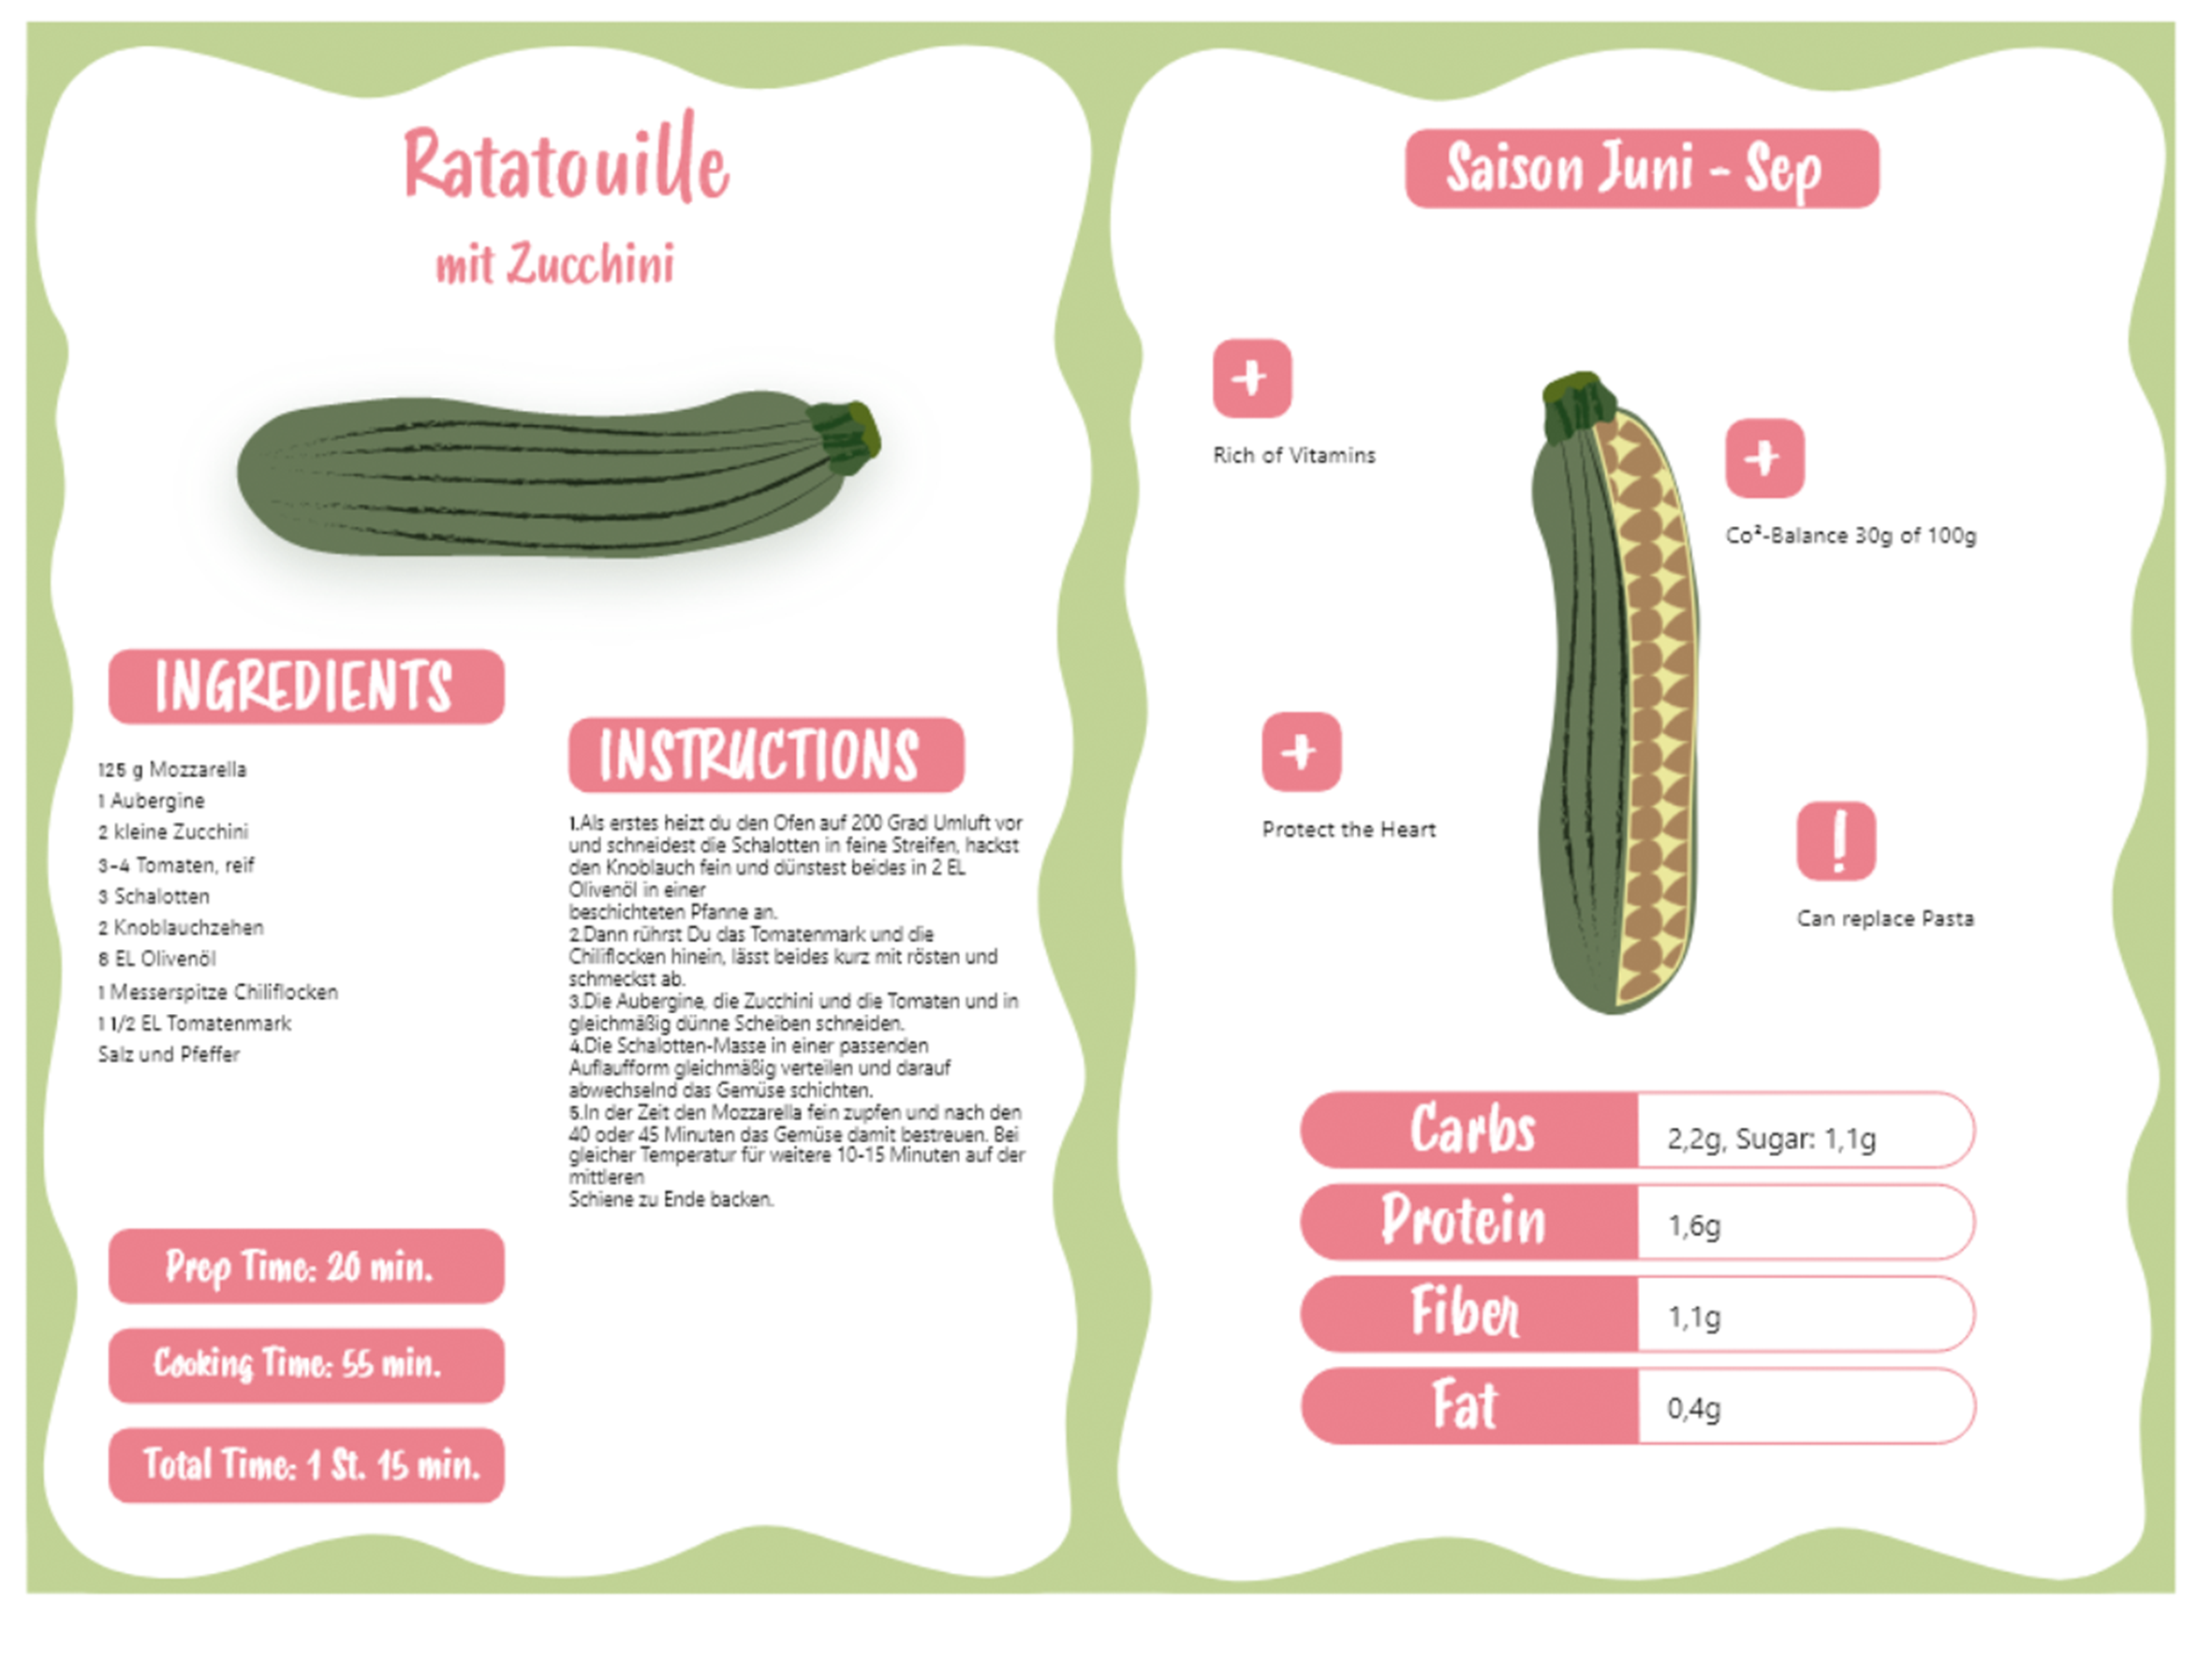 Ratatouille
mit Zucchini
INGREDIENTS
125 g Mozzarella
1 Aubergine
2 kleine Zucchini
3-4 Tomaten, reif
3 Schalotten
2 Knoblauchzehen
8 EL Olivenöl
1 Messerspitze Chiliflocken
1 1/2 EL Tomatenmark
Salz und Pfeffer
INSTRUCTIONS
1.Als erstes heizt du den Ofen auf 200 Grad Umluft vor
und schneidest die Schalotten in feine Streifen, hackst
den Knoblauch fein und dünstest beides in 2 EL
Olivenöl in einer
beschichteten Pfanne an.
2.Dann rührst Du das Tomatenmark und die
Chiliflocken hinein, lässt beides kurz mit rösten und
schmeckst ab.
3.Die Aubergine, die Zucchini und die Tomaten und in
gleichmäßig dünne Scheiben schneiden.
4.Die Schalotten-Masse in einer passenden
Auflaufform gleichmäßig verteilen und darauf
abwechselnd das Gemüse schichten.
5.In der Zeit den Mozzarella fein zupfen und nach den
40 oder 45 Minuten das Gemüse damit bestreuen. Bei
gleicher Temperatur für weitere 10-15 Minuten auf der
mittleren
Schiene zu Ende backen.
Prep Time: 20 min.
Cooking Time: 55 min.
Total Time: 1 St. 15 min.
Saison Juni - Sep
+
Rich of Vitamins
+
Co²-Balance 30g of 100g
+
Protect the Heart
!
Can replace Pasta
Carbs 2,2g, Sugar: 1,1g
Protein 1,6g
Fiber 1,1g
Fat 0,4g